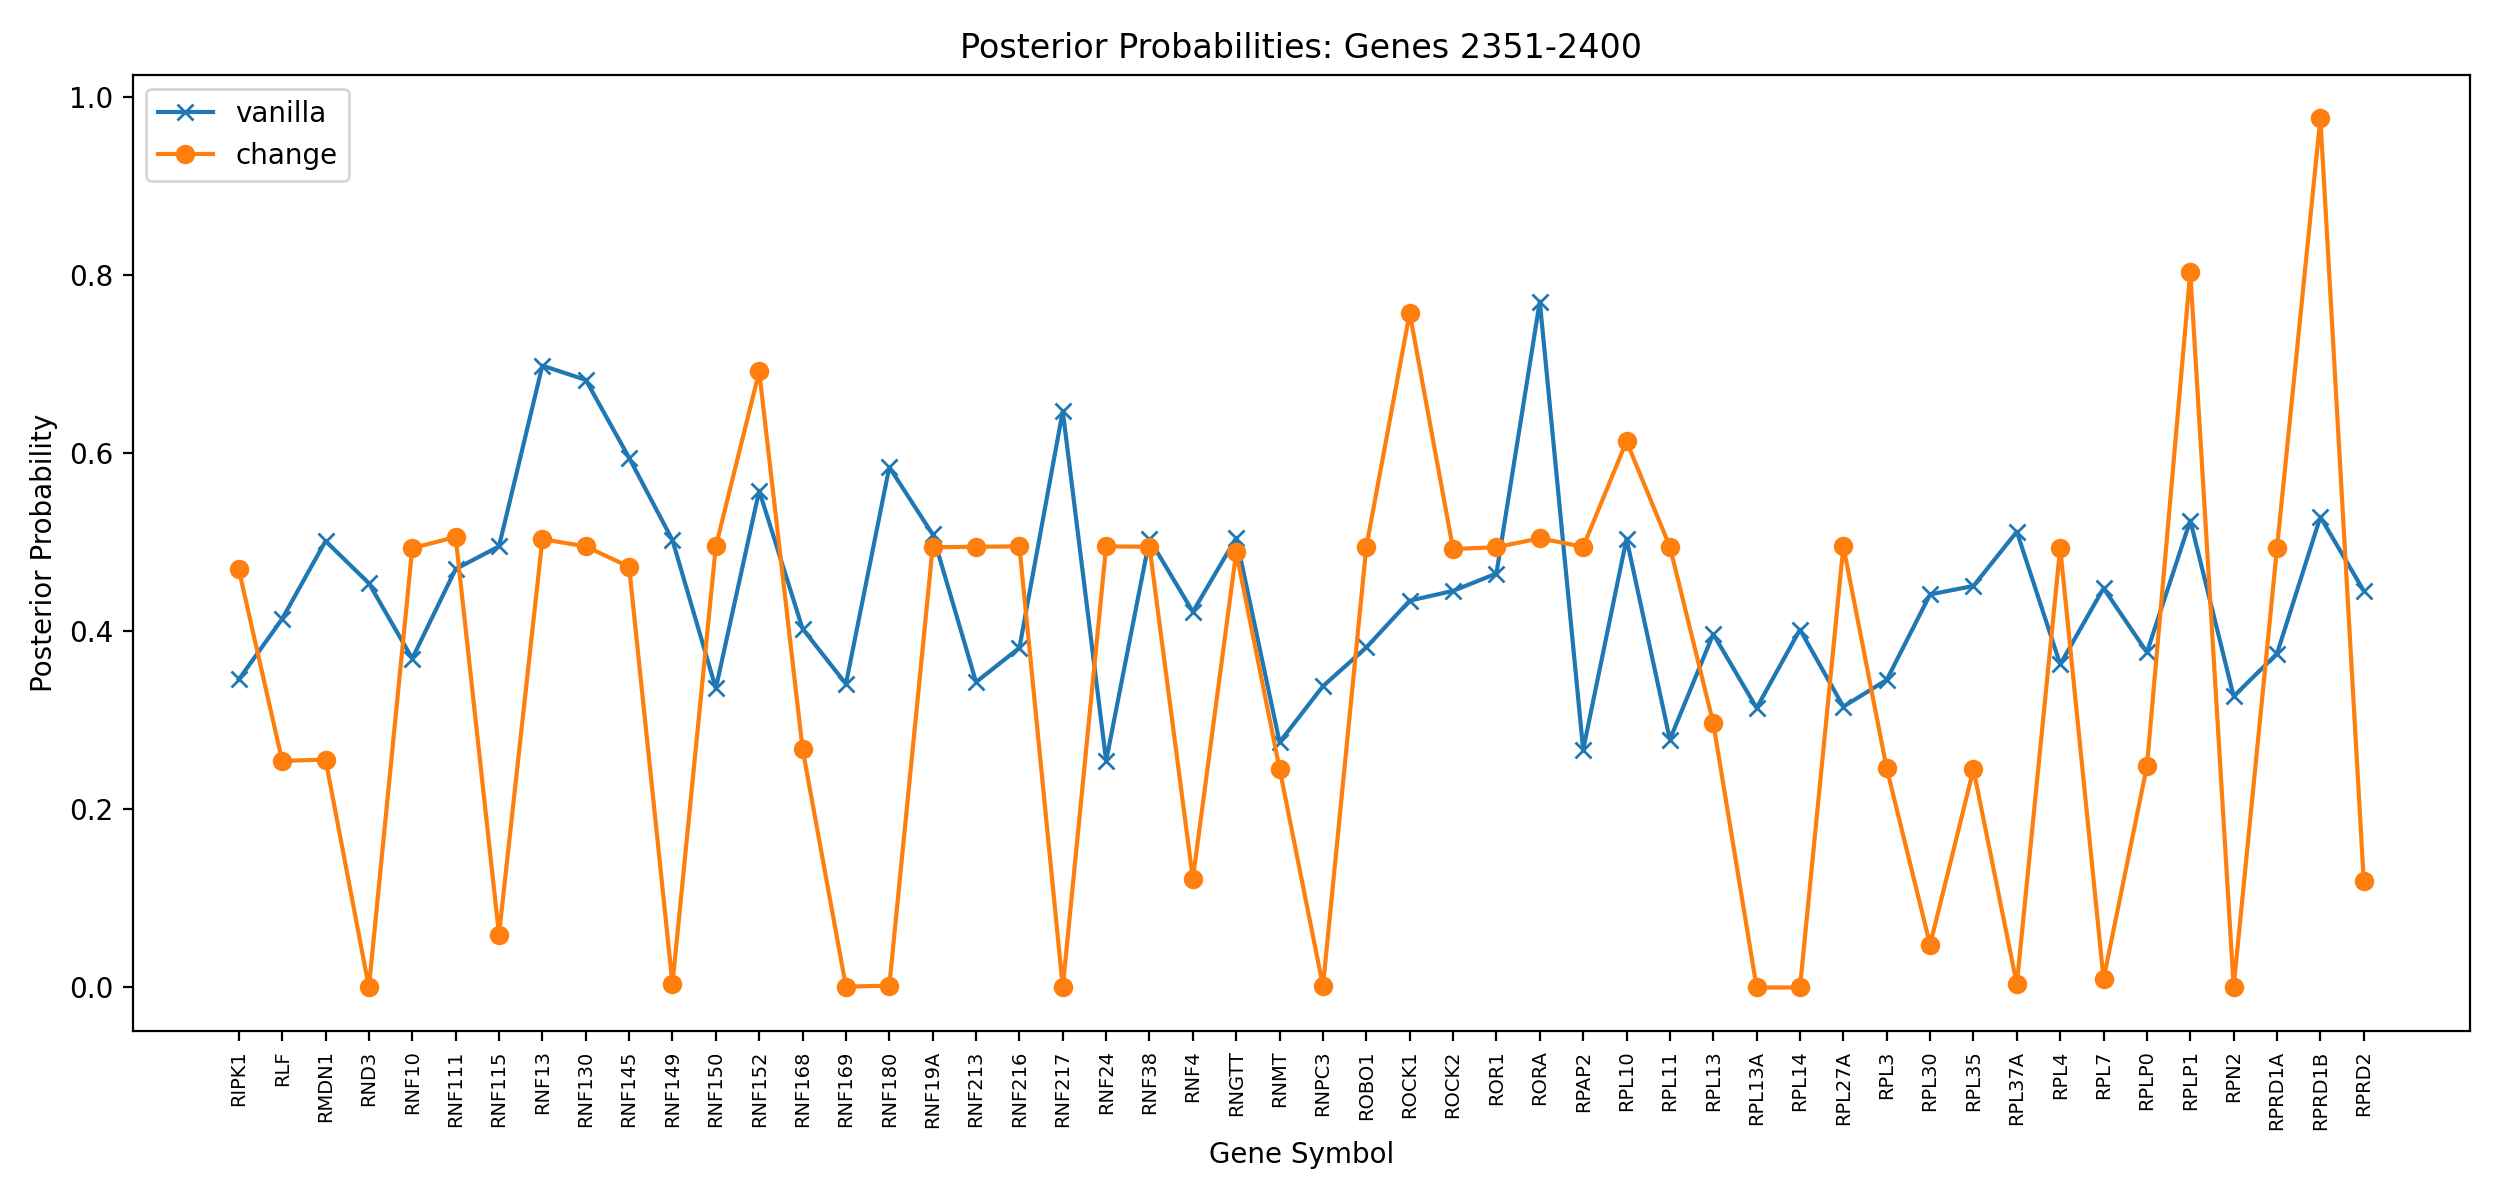 Posterior Probabilities: Genes 2351-2400
1.0
0.8
0.6
0.4
0.2
0.0
Posterior Probability
vanilla
change
RIPK1
RLF
RMDN1
RND3
RNF10
RNF111
RNF115
RNF13
RNF130
RNF145
RNF149
RNF150
RNF152
RNF168
RNF169
RNF180
RNF19A
RNF213
RNF216
RNF217
RNF24
RNF38
RNF4
RNGTT
RNMT
RNPC3
ROBO1
ROCK1
ROCK2
ROR1
RORA
RPAP2
RPL10
RPL11
RPL13
RPL13A
RPL14
RPL27A
RPL3
RPL30
RPL35
RPL37A
RPL4
RPL7
RPLP0
RPLP1
RPN2
RPRD1A
RPRD1B
RPRD2
Gene Symbol